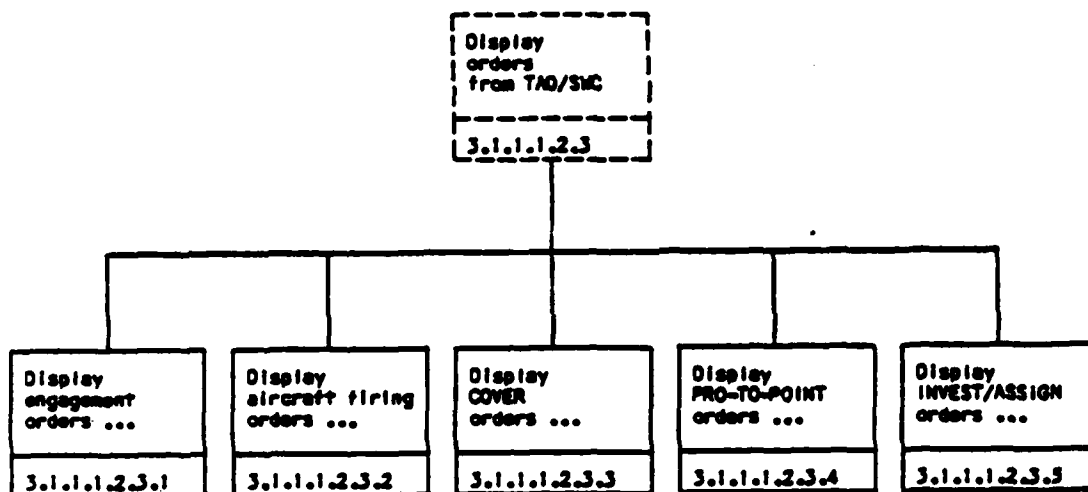 Display
orders
from TAO/SWC
3.1.1.1.2.3
Display
engagement
orders ...
3.1.1.1.2.3.1
Display
aircraft firing
orders ...
3.1.1.1.2.3.2
Display
COVER
orders ...
3.1.1.1.2.3.3
Display
PRO-TO-POINT
orders ...
3.1.1.1.2.3.4
Display
INVEST/ASSIGN
orders ...
3.1.1.1.2.3.5